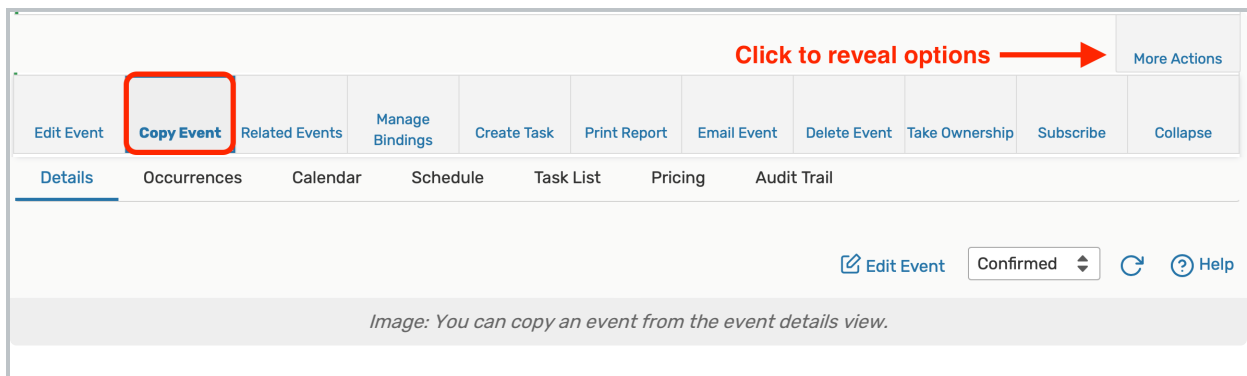 Click to reveal options
More Actions
Edit Event
Copy Event
Related Events
Manage
Bindings
Create Task
Print Report
Email Event
Delete Event
Take Ownership
Subscribe
Collapse
Details
Occurrences
Calendar
Schedule
Task List
Pricing
Audit Trail
Edit Event
Confirmed
Help
Image: You can copy an event from the event details view.